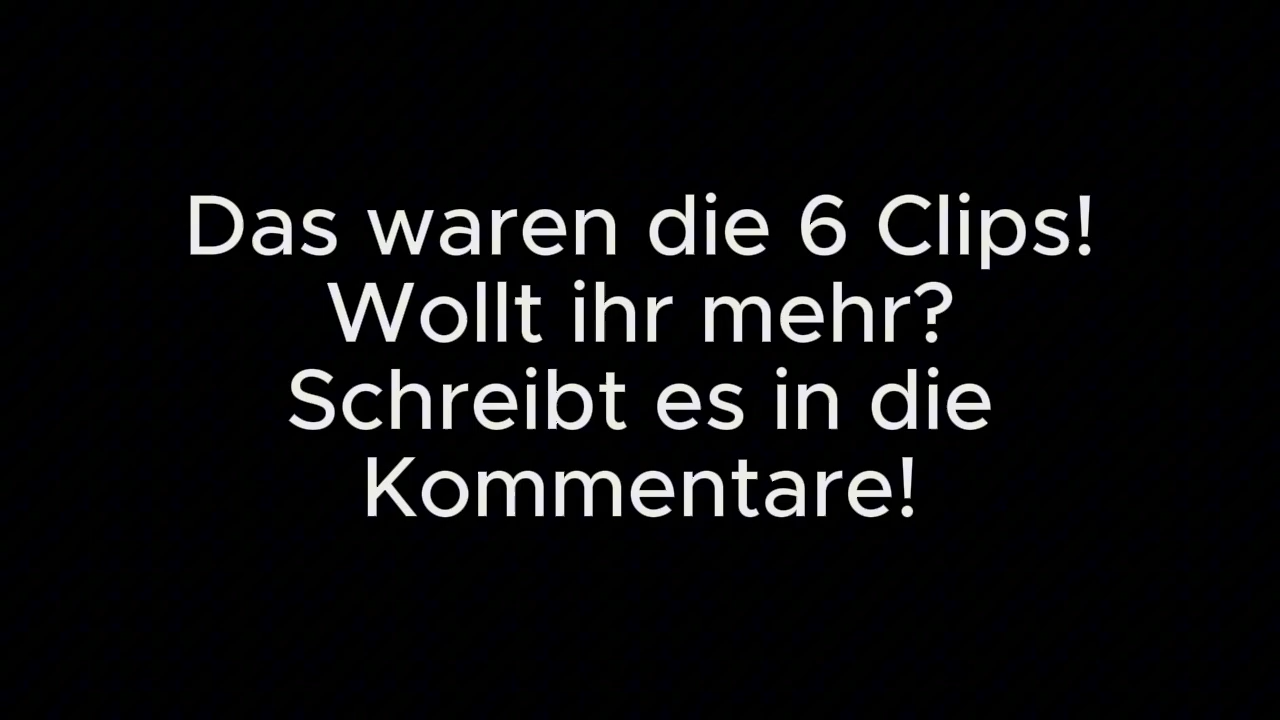 Das waren die 6 Clips!
Wollt ihr mehr?
Schreibt es in die
Kommentare!